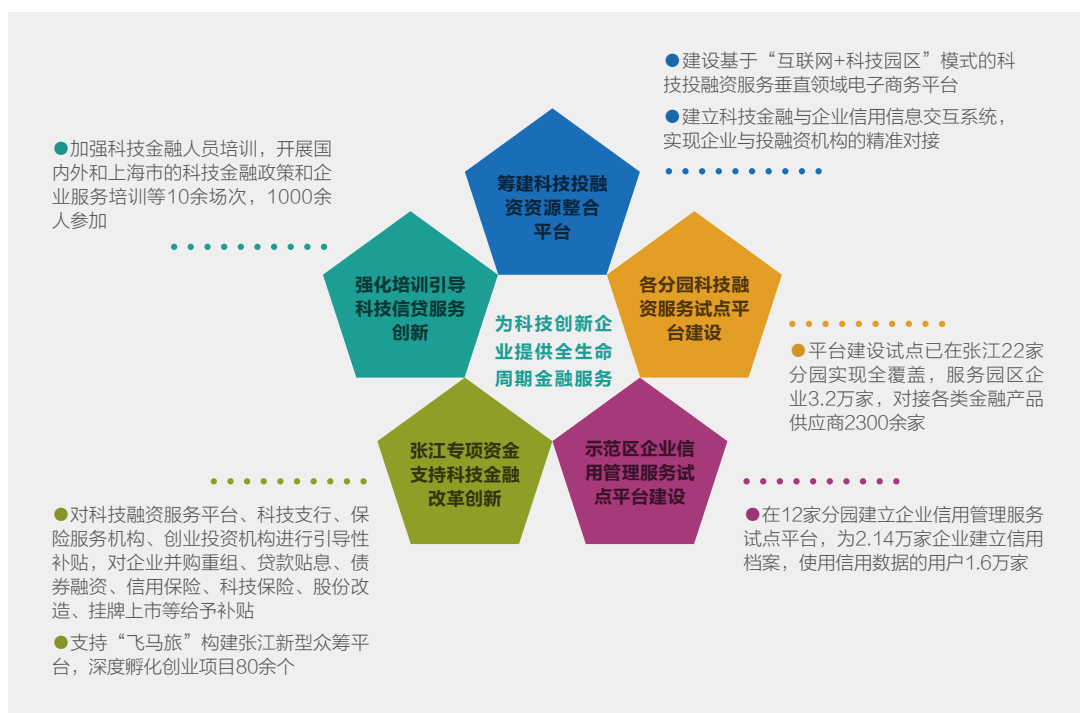 ●建设基于“互联网+科技园区”模式的科
技投融资服务垂直领域电子商务平台
●建立科技金融与企业信用信息交互系统，
实现企业与投融资机构的精准对接
筹建科技投融
资资源整合
平台
●加强科技金融人员培训，开展国
内外和上海市的科技金融政策和企
业服务培训等10余场次，1000余
人参加
强化培训引导
科技信贷服务
创新
各分园科技融
资服务试点平
台建设
为科技创新企
业提供全生命
周期金融服务
●平台建设试点已在张江22家
分园实现全覆盖，服务园区企
业3.2万家，对接各类金融产品
供应商2300余家
张江专项资金
支持科技金融
改革创新
示范区企业信
用管理服务试
点平台建设
●对科技融资服务平台、科技支行、保
险服务机构、创业投资机构进行引导性
补贴，对企业并购重组、贷款贴息、债
券融资、信用保险、科技保险、股份改
造、挂牌上市等给予补贴
●支持“飞马旅”构建张江新型众筹平
台，深度孵化创业项目80余个
●在12家分园建立企业信用管理服务
试点平台，为2.14万家企业建立信用
档案，使用信用数据的用户1.6万家